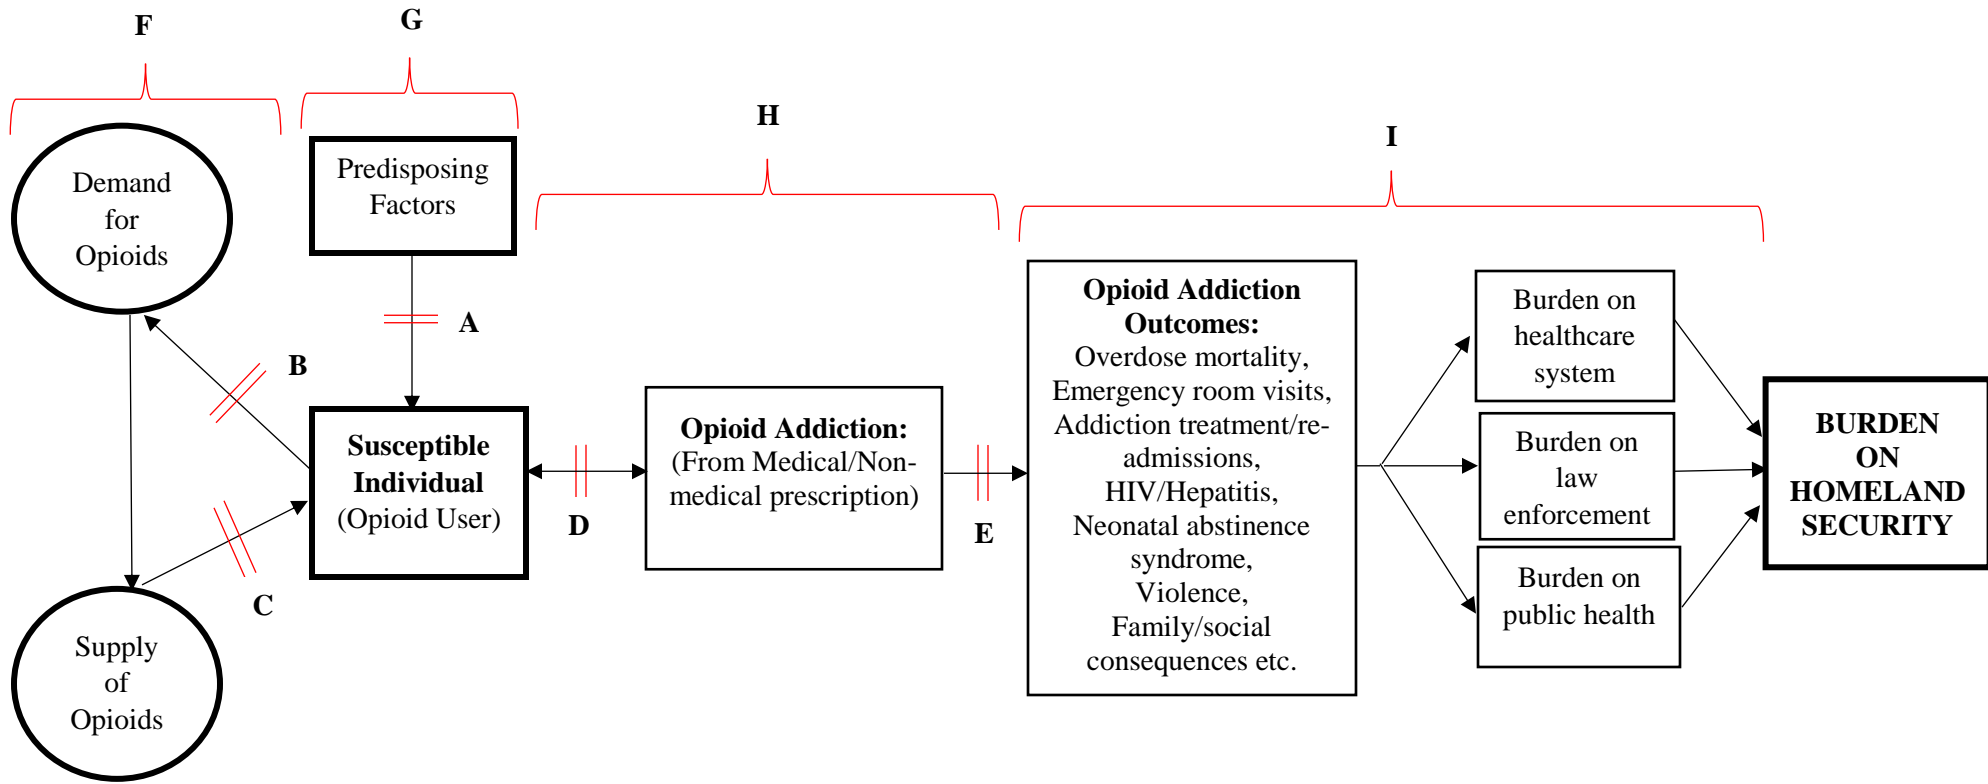 F
G
H
I
Demand
for
Opioids
Predisposing
Factors
A
B
C
Susceptible
Individual
(Opioid User)
D
Opioid Addiction:
(From Medical/Non-
medical prescription)
E
Supply
of
Opioids
Opioid Addiction
Outcomes:
Overdose mortality,
Emergency room visits,
Addiction treatment/re-
admissions,
HIV/Hepatitis,
Neonatal abstinence
syndrome,
Violence,
Family/social
consequences etc.
Burden on
healthcare
system
Burden on
law
enforcement
Burden on
public health
BURDEN
ON
HOMELAND
SECURITY